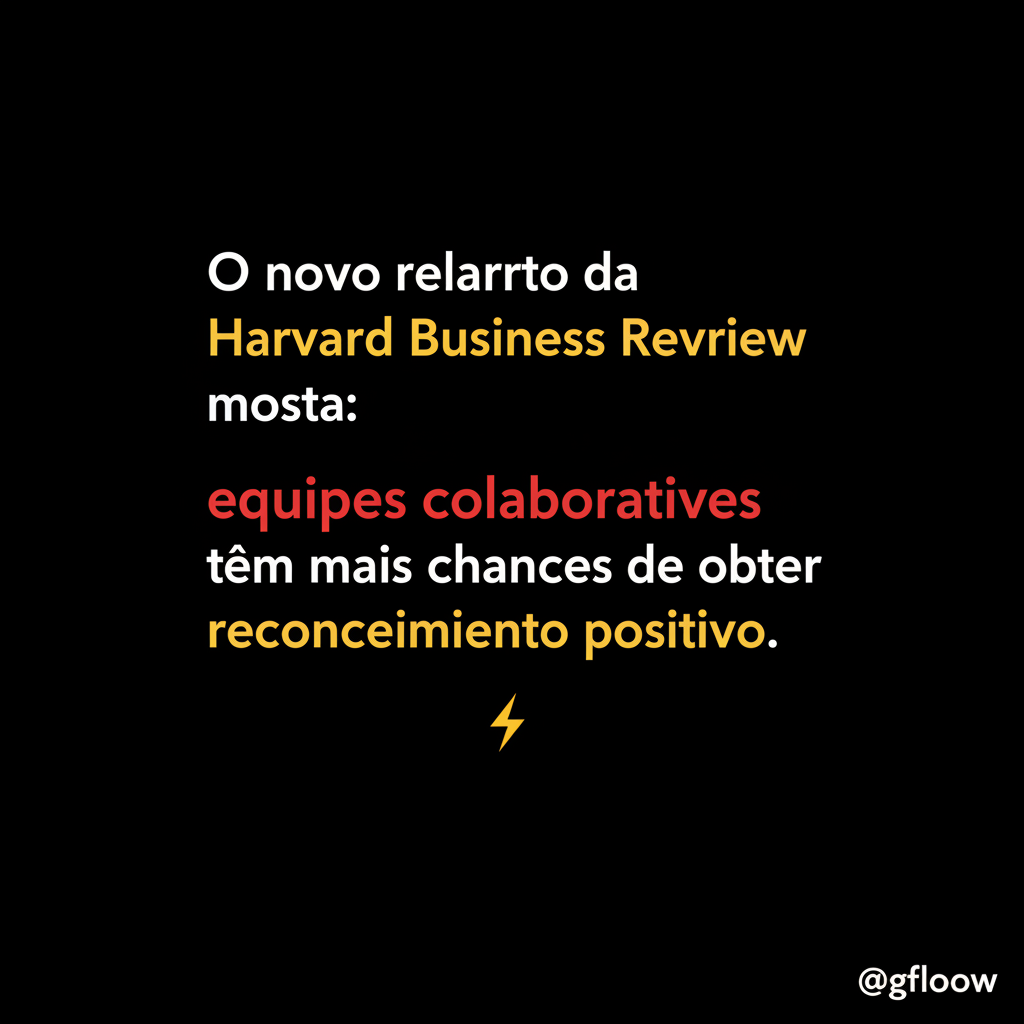 O novo relarrto da
Harvard Business Revriew
mosta:
equipes colaboratives
têm mais chances de obter
reconceimiento positivo.
@gfloow